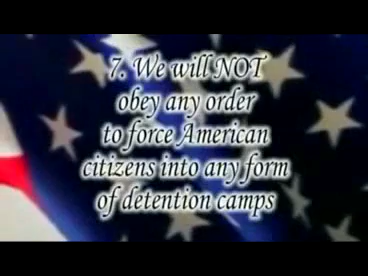 7. We will NOT
obey any order
to force American
citizens into any form
of detention camps